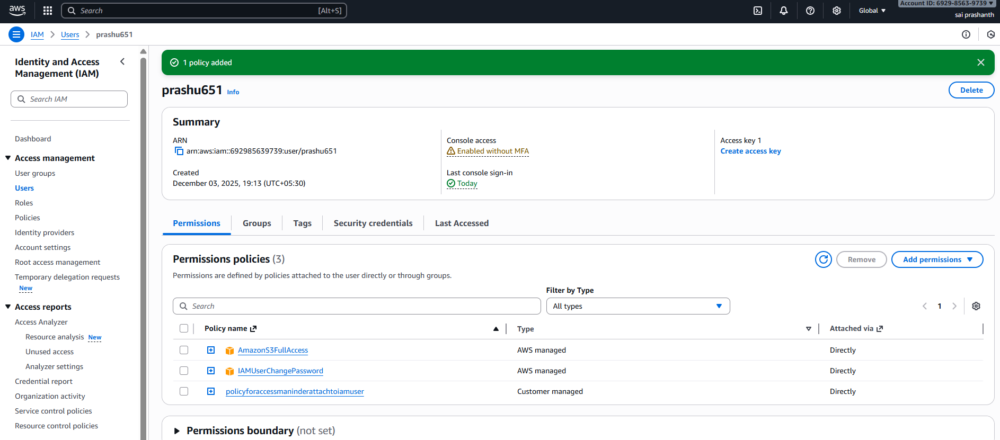 aws
Search [Alt+S]
Global
Account ID: 6929-8563-9739
sai prashanth
IAM
Users
prashu651
Identity and Access
Management (IAM)
Search IAM
Dashboard
Access management
User groups
Users
Roles
Policies
Identity providers
Account settings
Root access management
Temporary delegation requests
New
Access reports
Access Analyzer
Resource analysis New
Unused access
Analyzer settings
Credential report
Organization activity
Service control policies
Resource control policies
1 policy added
prashu651 Info
Delete
Summary
ARN
arn:aws:iam::692985639739:user/prashu651
Created
December 03, 2025, 19:13 (UTC+05:30)
Console access
Enabled without MFA
Last console sign-in
Today
Access key 1
Create access key
Permissions
Groups
Tags
Security credentials
Last Accessed
Permissions policies (3)
Remove
Add permissions
Permissions are defined by policies attached to the user directly or through groups.
Filter by Type
Search
All types
1
Policy name
Type
Attached via
AmazonS3FullAccess AWS managed Directly
IAMUserChangePassword AWS managed Directly
policyforaccessmaninderattachtoiamuser Customer managed Directly
Permissions boundary (not set)